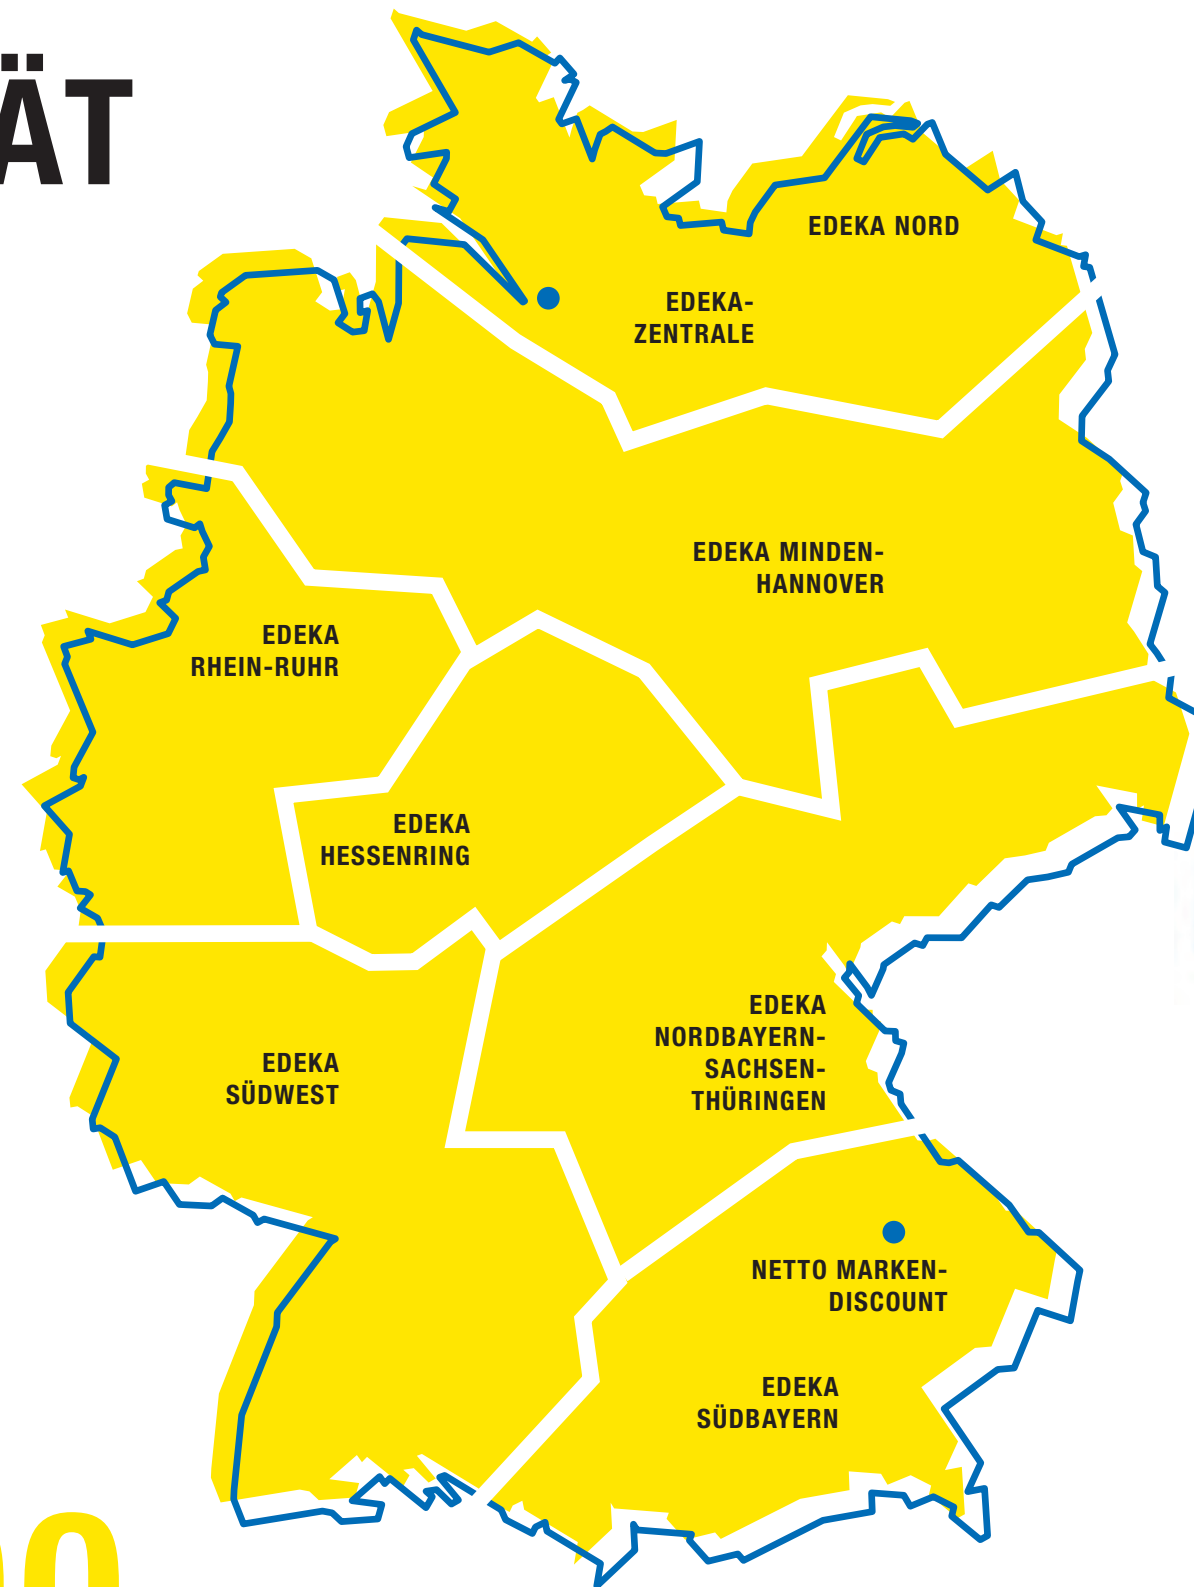 ÄT
EDEKA NORD
EDEKA-
ZENTRALE
EDEKA MINDEN-
HANNOVER
EDEKA
RHEIN-RUHR
EDEKA
HESSENRING
EDEKA
NORDBAYERN-
SACHSEN-
THÜRINGEN
EDEKA
SÜDWEST
NETTO MARKEN-
DISCOUNT
EDEKA
SÜDBAYERN